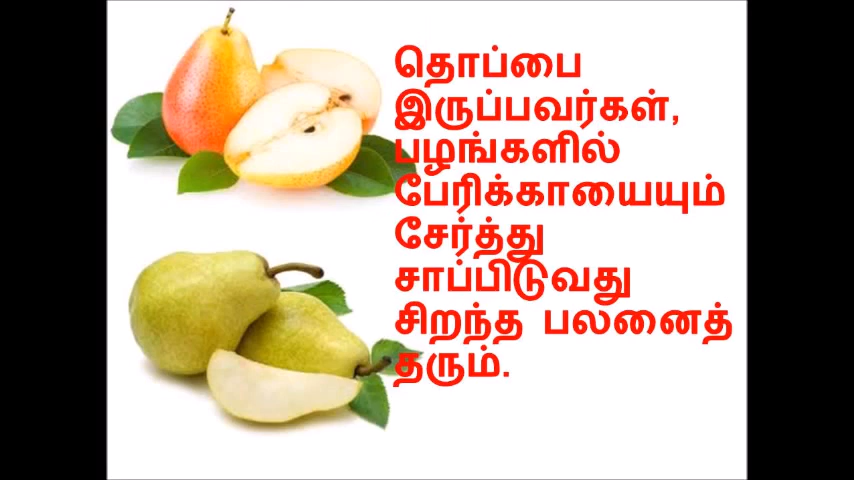 தொப்பை
இருப்பவர்கள்,
பழங்களில்
பேரிக்காயையும்
சேர்த்து
சாப்பிடுவது
சிறந்த பலனைத்
தரும்.